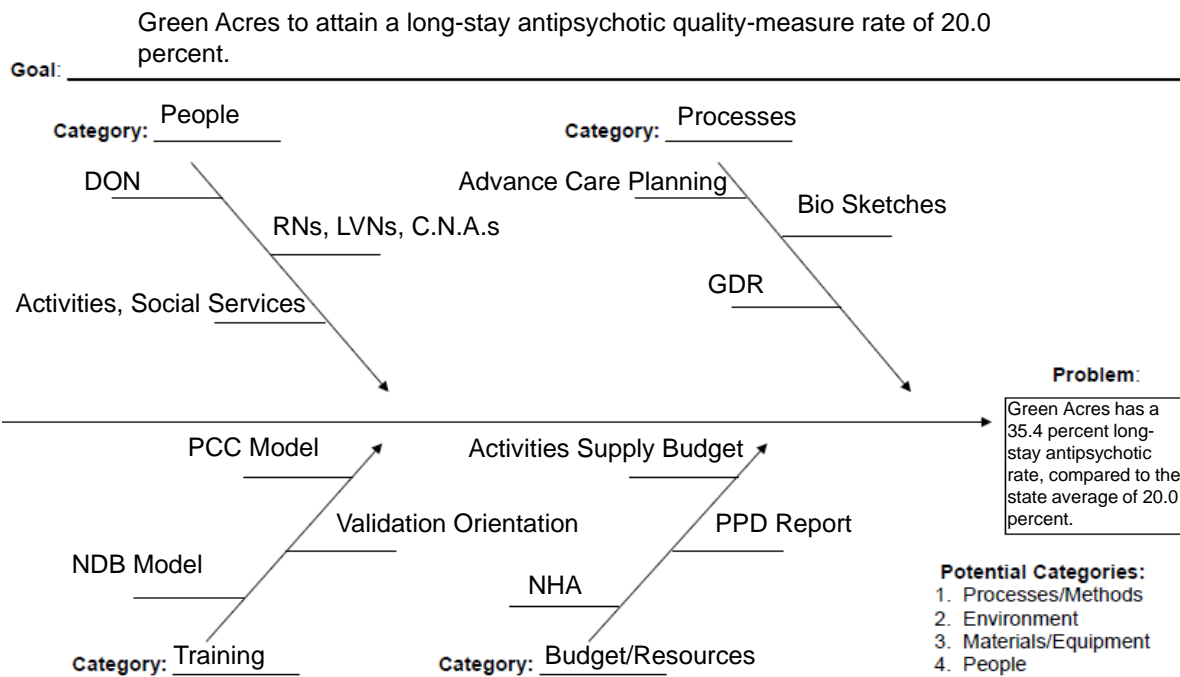 Green Acres to attain a long-stay antipsychotic quality-measure rate of 20.0
percent.
Goal:
Category: People
Category: Processes
DON
Advance Care Planning
Bio Sketches
RNs, LVNs, C.N.A.s
GDR
Activities, Social Services
Problem:
Green Acres has a
35.4 percent long-
stay antipsychotic
rate, compared to the
state average of 20.0
percent.
PCC Model
Activities Supply Budget
Validation Orientation
PPD Report
NDB Model
NHA
Category: Training
Category: Budget/Resources
Potential Categories:
1. Processes/Methods
2. Environment
3. Materials/Equipment
4. People